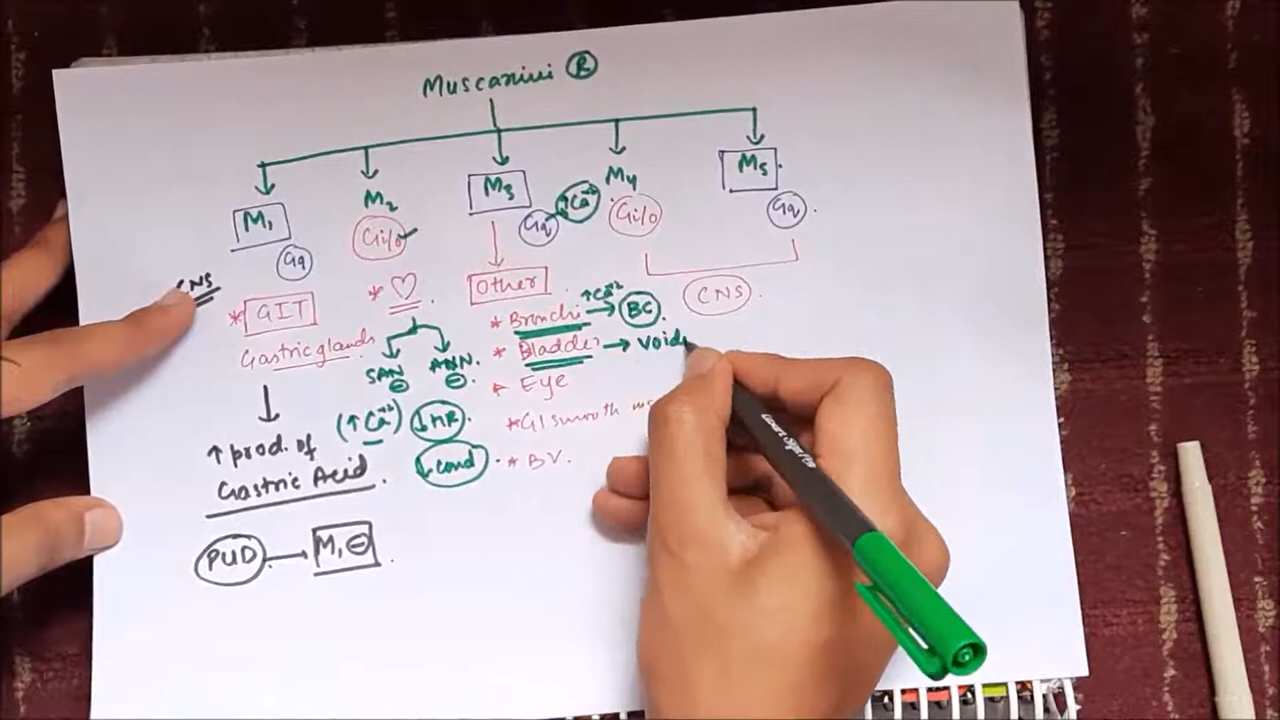 Muscarinic R
M1 M2 M3 M4 M5
Gq Gi/o Gq ↑Ca+2 Gi/o Gq
CNS
* GIT * ♡ Other CNS
Gastric glands
SAN ⊖ AVN ⊖
↑ prod. of Gastric Acid
(↑Ca+2) ↓HR
↓cond
PUD → M1 ⊖
* Bronchi ↑Ca+2 → BC
* Bladder → void
* Eye
* GI smooth
* BV